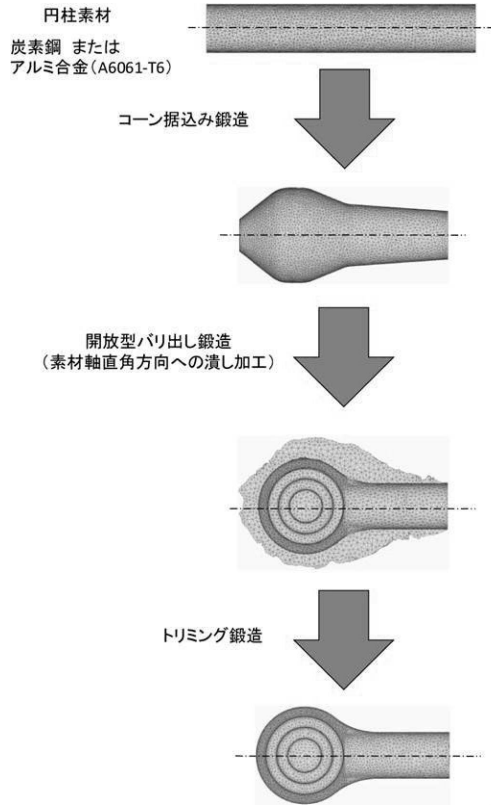 円柱素材
炭素鋼 または
アルミ合金(A6061-T6)
コーン据込み鍛造
開放型バリ出し鍛造
(素材軸直角方向への潰し加工)
トリミング鍛造